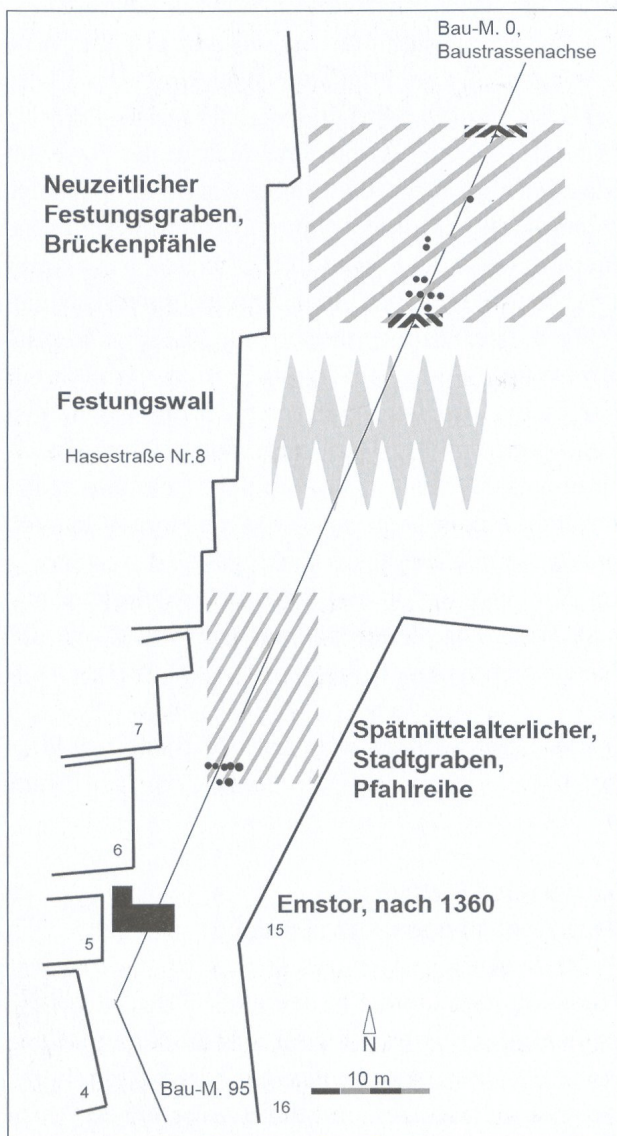 Bau-M. 0,
Baustrassenachse
Neuzeitlicher
Festungsgraben,
Brückenpfähle
Festungswall
Hasestraße Nr.8
7
Spätmittelalterlicher,
Stadtgraben,
Pfahlreihe
6
Emstor, nach 1360
15
5
N
10 m
Bau-M. 95
4
16